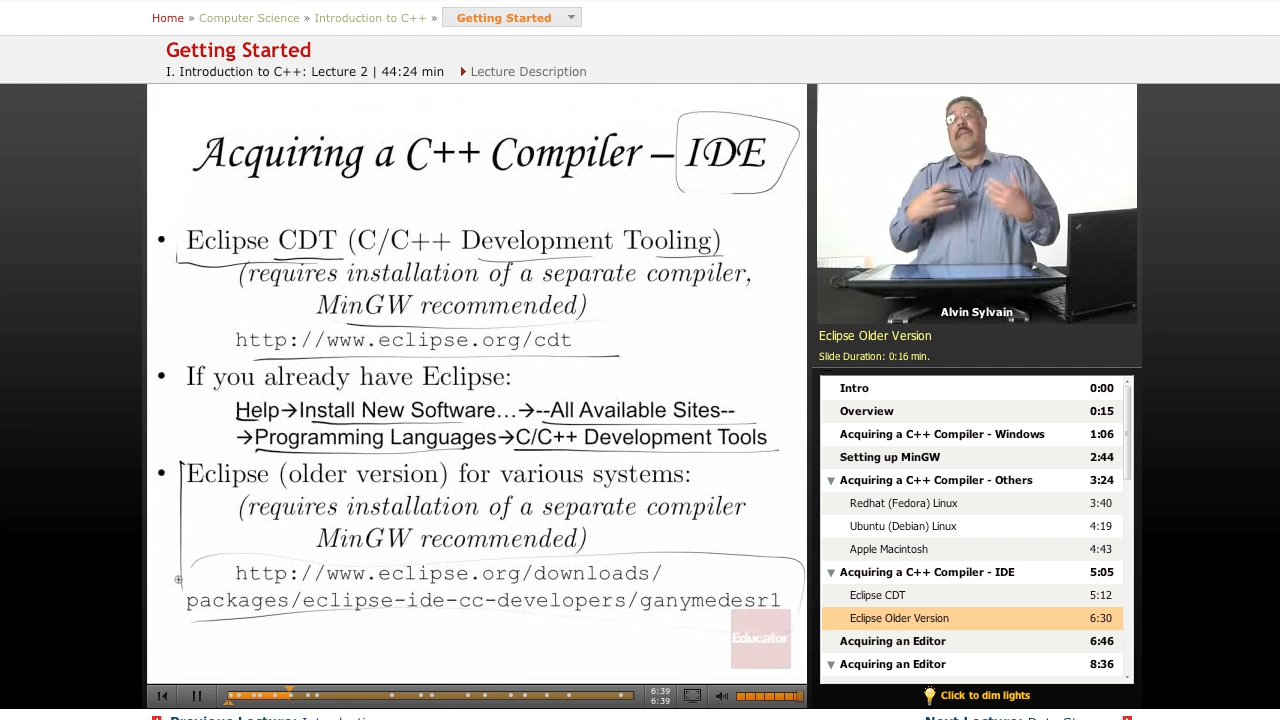 Home » Computer Science » Introduction to C++ » Getting Started
Getting Started
I. Introduction to C++: Lecture 2 | 44:24 min Lecture Description
Acquiring a C++ Compiler – IDE
• Eclipse CDT (C/C++ Development Tooling)
(requires installation of a separate compiler,
MinGW recommended)
http://www.eclipse.org/cdt
• If you already have Eclipse:
Help→Install New Software…→--All Available Sites--
→Programming Languages→C/C++ Development Tools
• Eclipse (older version) for various systems:
(requires installation of a separate compiler
MinGW recommended)
http://www.eclipse.org/downloads/
packages/eclipse-ide-cc-developers/ganymedesr1
Educator
6:39
6:39
Alvin Sylvain
Eclipse Older Version
Slide Duration: 0:16 min.
Intro 0:00
Overview 0:15
Acquiring a C++ Compiler - Windows 1:06
Setting up MinGW 2:44
Acquiring a C++ Compiler - Others 3:24
Redhat (Fedora) Linux 3:40
Ubuntu (Debian) Linux 4:19
Apple Macintosh 4:43
Acquiring a C++ Compiler - IDE 5:05
Eclipse CDT 5:12
Eclipse Older Version 6:30
Acquiring an Editor 6:46
Acquiring an Editor 8:36
Click to dim lights
Previous Lecture:
Next Lecture: